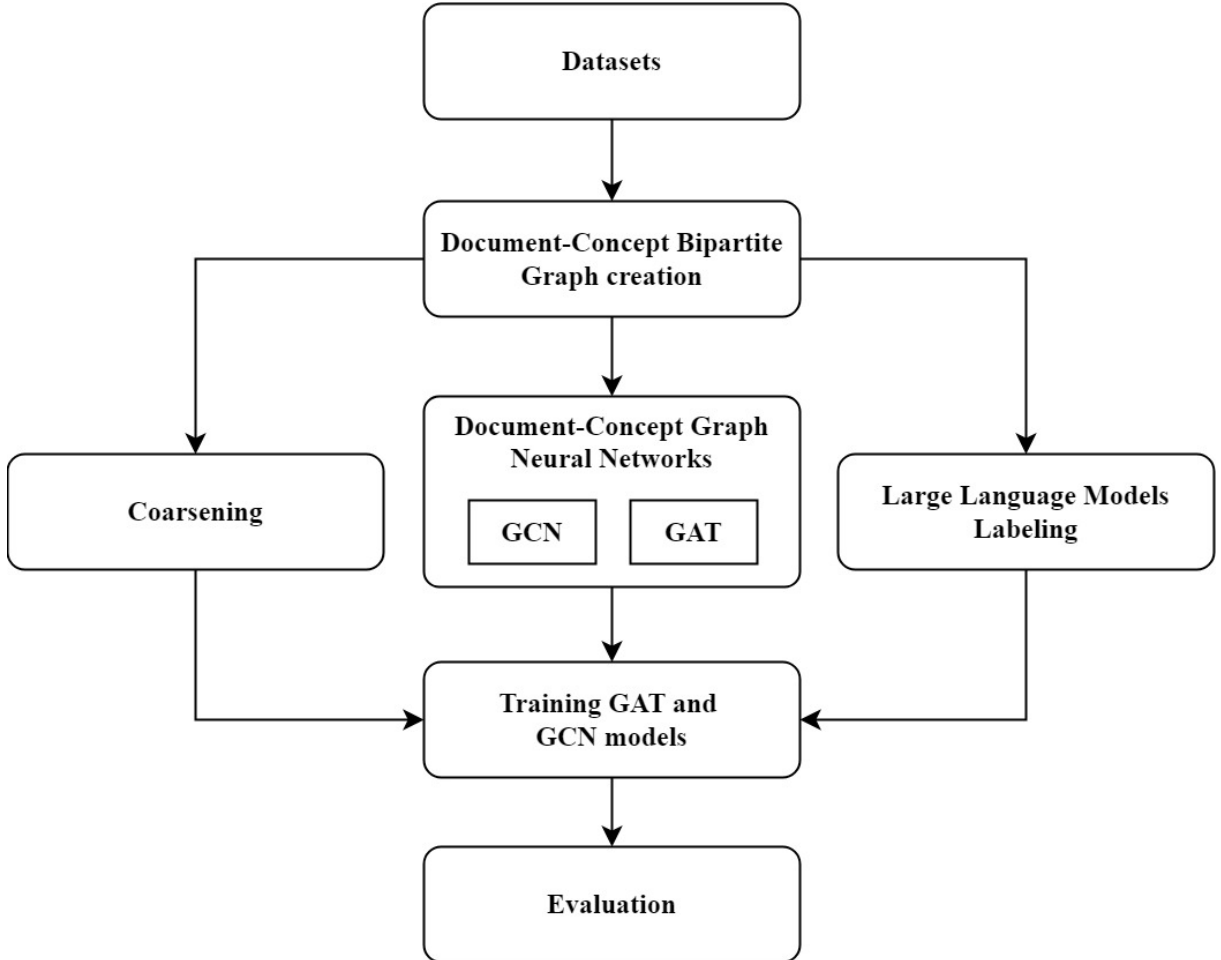 Datasets
Document-Concept Bipartite
Graph creation
Document-Concept Graph
Neural Networks
GCN
GAT
Coarsening
Large Language Models
Labeling
Training GAT and
GCN models
Evaluation